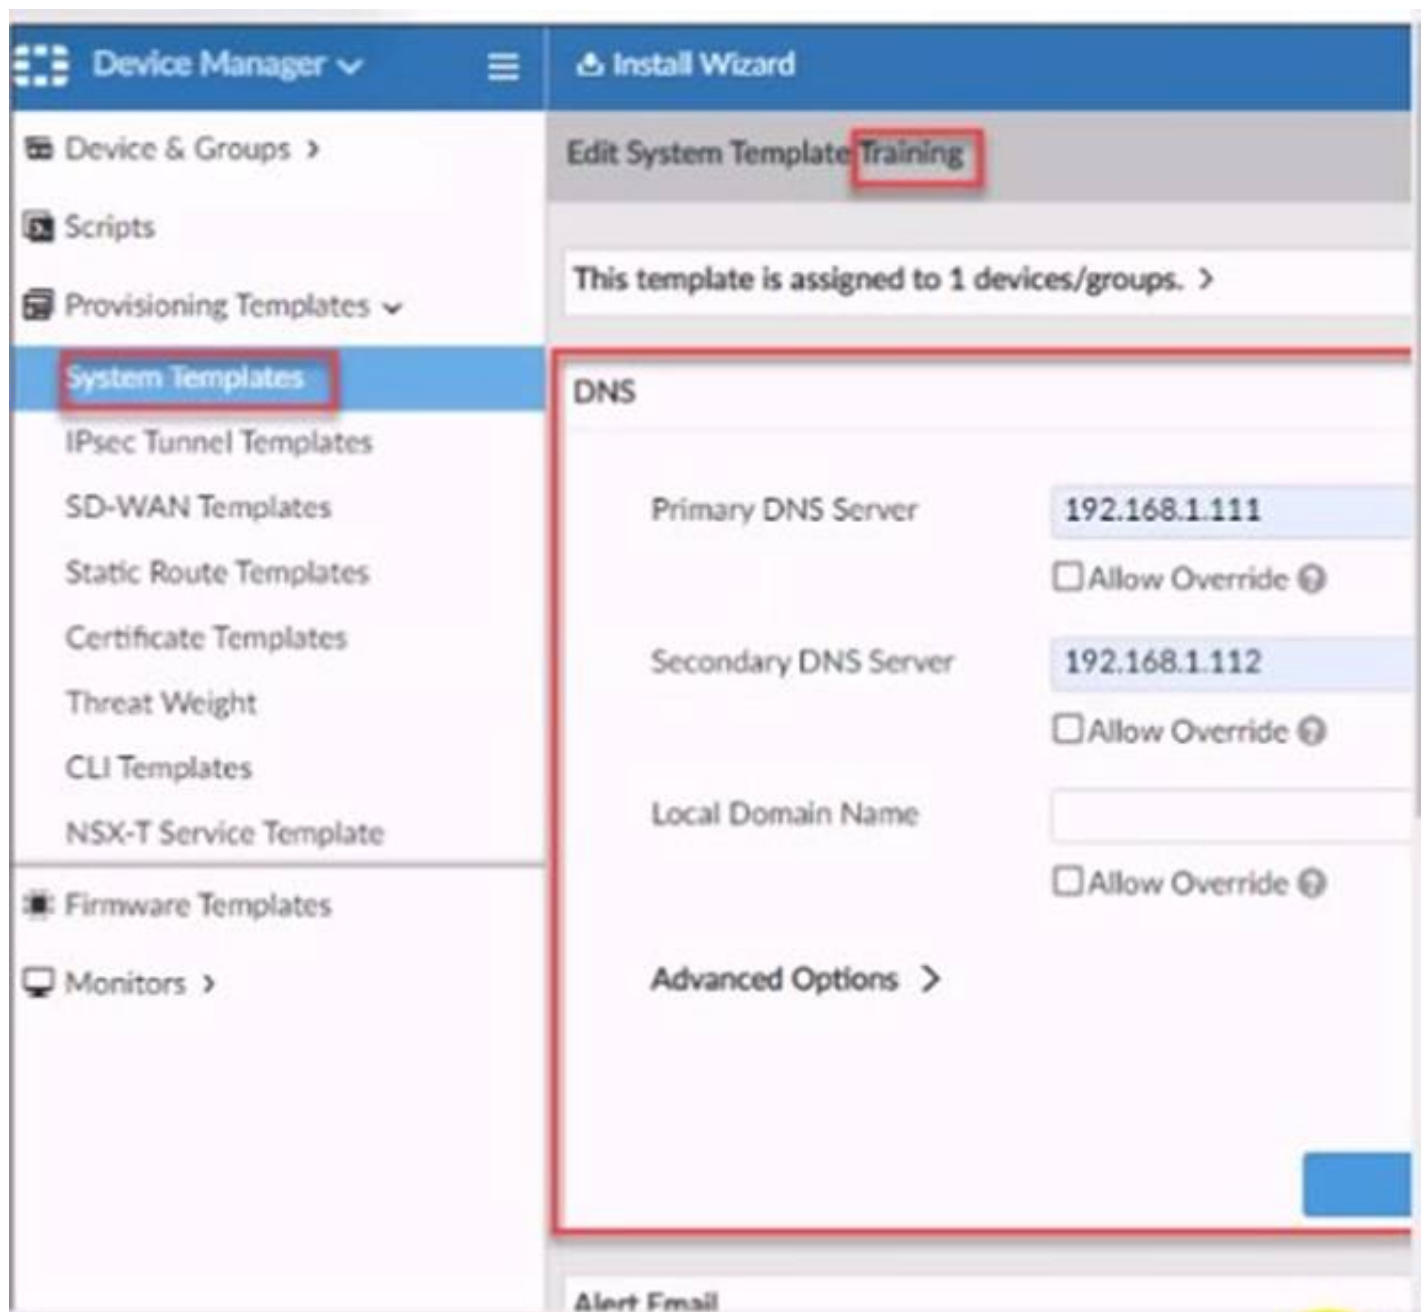 Device Manager
Install Wizard
Device & Groups
Scripts
Provisioning Templates
System Templates
IPsec Tunnel Templates
SD-WAN Templates
Static Route Templates
Certificate Templates
Threat Weight
CLI Templates
NSX-T Service Template
Firmware Templates
Monitors
Edit System Template Training
This template is assigned to 1 devices/groups. >
DNS
Primary DNS Server 192.168.1.111
Allow Override
Secondary DNS Server 192.168.1.112
Allow Override
Local Domain Name
Allow Override
Advanced Options >
Alert Email